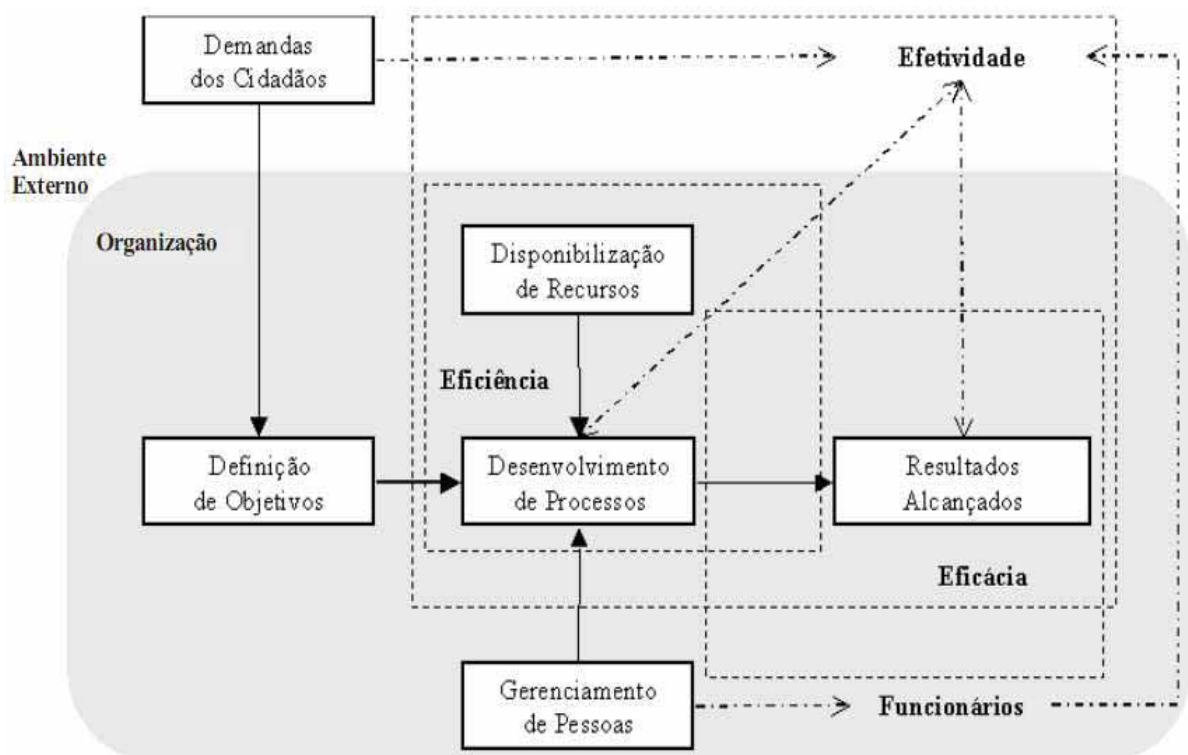 Demandas
dos Cidadãos
Efetividade
Ambiente
Externo
Organização
Disponibilização
de Recursos
Eficiência
Definição
de Objetivos
Desenvolvimento
de Processos
Resultados
Alcançados
Eficácia
Gerenciamento
de Pessoas
Funcionários